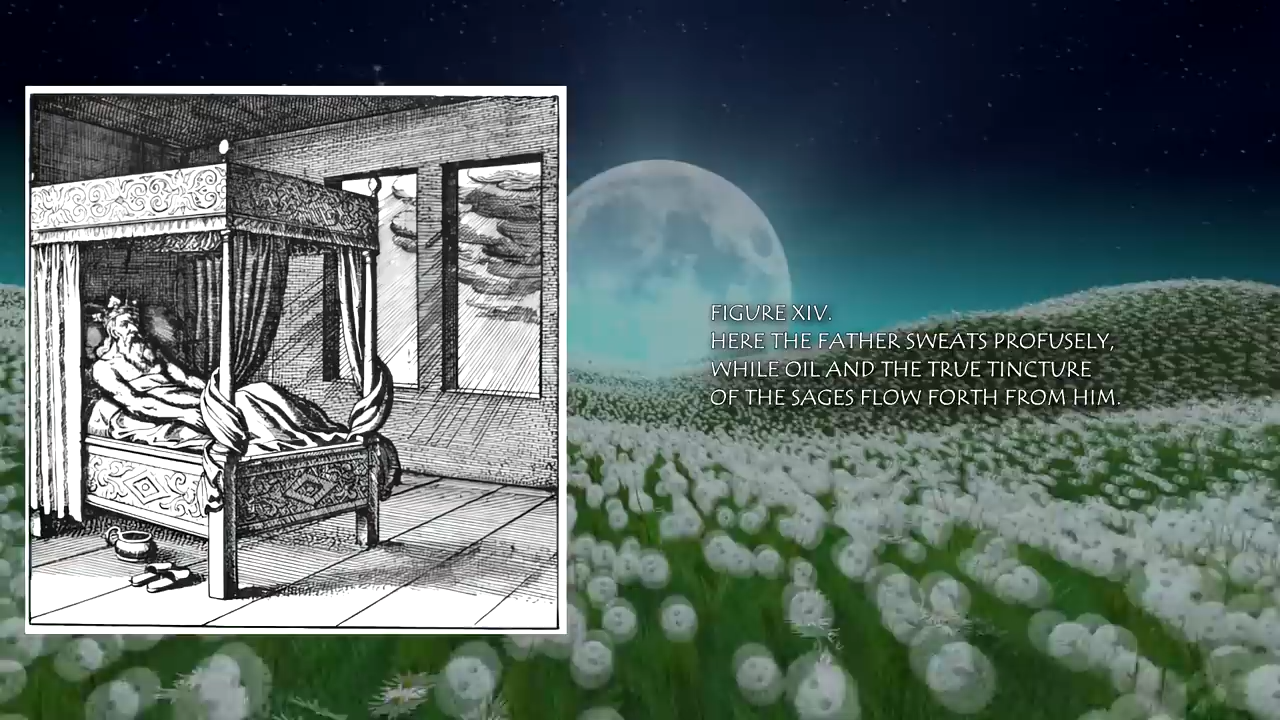 FIGURE XIV.
HERE THE FATHER SWEATS PROFUSELY,
WHILE OIL AND THE TRUE TINCTURE
OF THE SAGES FLOW FORTH FROM HIM.